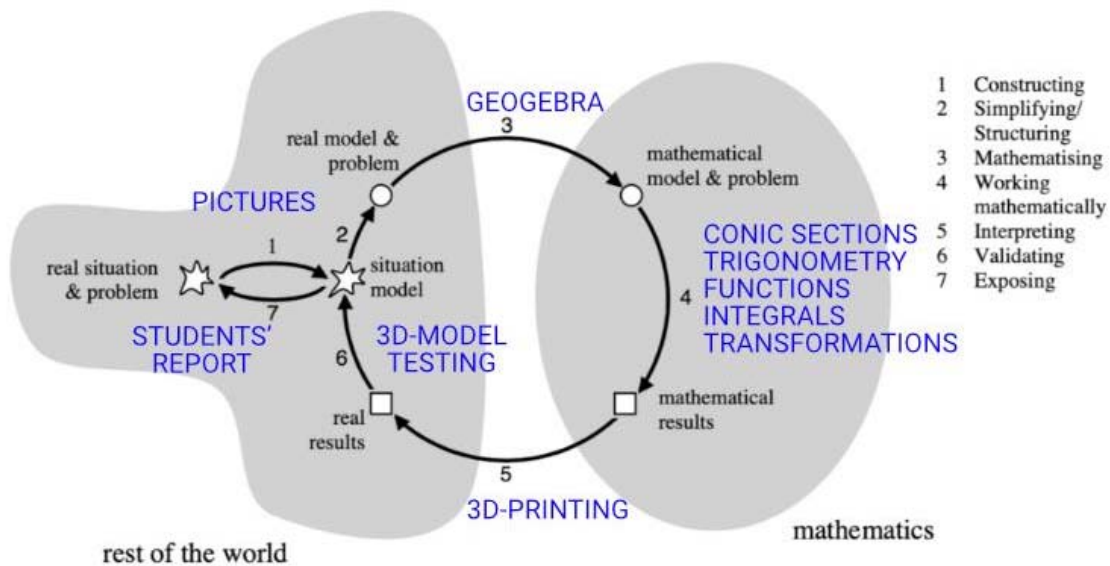 GEOGEBRA
3
real model &
problem
mathematical
model & problem
PICTURES
1
2
real situation
& problem
situation
model
7
STUDENTS'
REPORT
3D-MODEL
TESTING
6
CONIC SECTIONS
TRIGONOMETRY
4 FUNCTIONS
INTEGRALS
TRANSFORMATIONS
real
results
mathematical
results
5
3D-PRINTING
rest of the world
mathematics
1 Constructing
2 Simplifying/
Structuring
3 Mathematising
4 Working
mathematically
5 Interpreting
6 Validating
7 Exposing